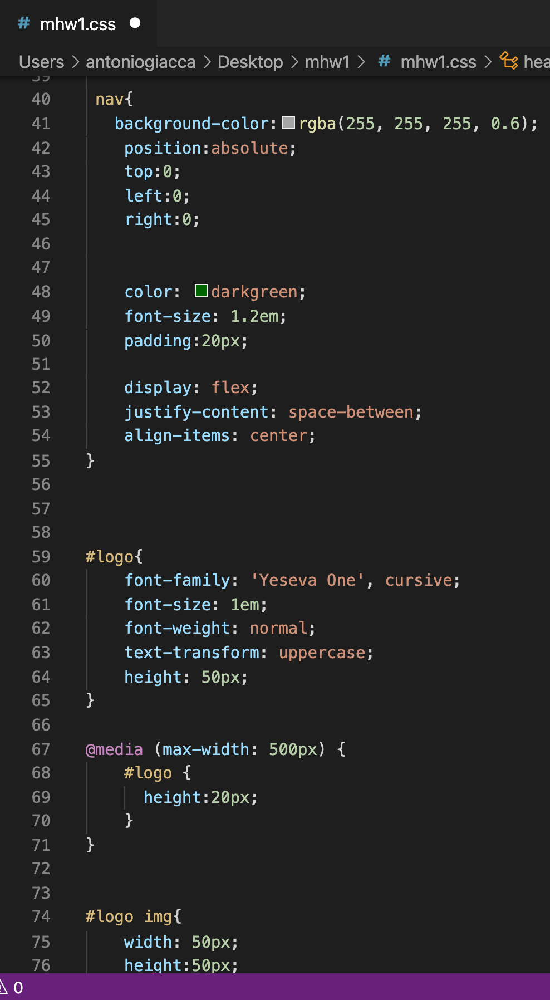 # mhw1.css
Users > antoniogiacca > Desktop > mhw1 > # mhw1.css > hea
39
40 nav{
41 background-color: rgba(255, 255, 255, 0.6);
42 position:absolute;
43 top:0;
44 left:0;
45 right:0;
46
47
48 color: darkgreen;
49 font-size: 1.2em;
50 padding:20px;
51
52 display: flex;
53 justify-content: space-between;
54 align-items: center;
55 }
56
57
58
59 #logo{
60 font-family: 'Yeseva One', cursive;
61 font-size: 1em;
62 font-weight: normal;
63 text-transform: uppercase;
64 height: 50px;
65 }
66
67 @media (max-width: 500px) {
68 #logo {
69 height:20px;
70 }
71 }
72
73
74 #logo img{
75 width: 50px;
76 height:50px;
0